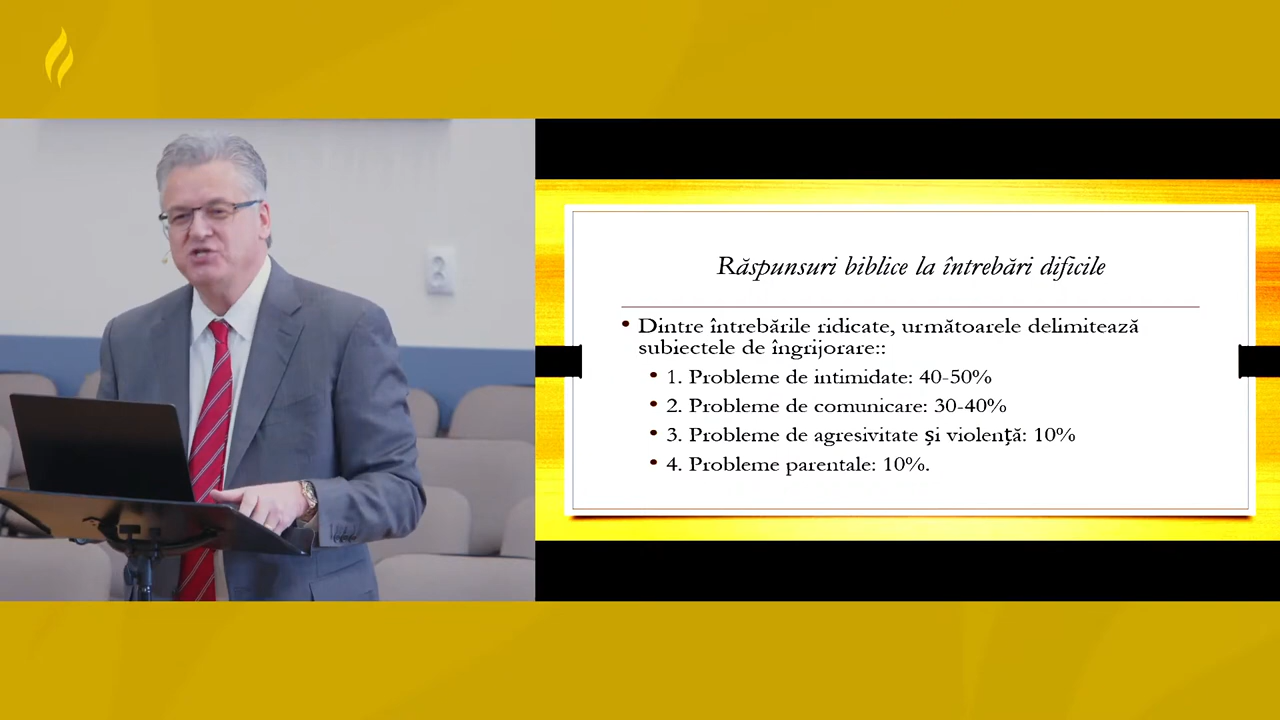 Răspunsuri biblice la întrebări dificile
• Dintre întrebările ridicate, următoarele delimitează
subiectele de îngrijorare::
• 1. Probleme de intimidate: 40-50%
• 2. Probleme de comunicare: 30-40%
• 3. Probleme de agresivitate și violență: 10%
• 4. Probleme parentale: 10%.